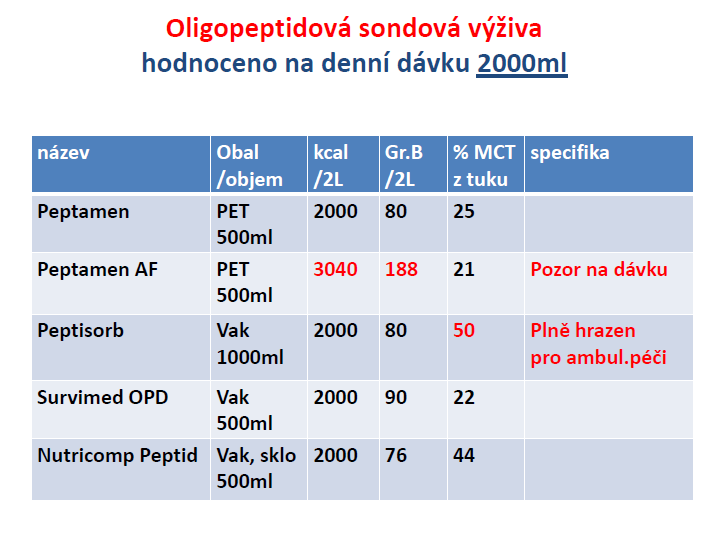 Oligopeptidová sondová výživa
hodnoceno na denní dávku 2000ml
název Obal /objem kcal /2L Gr.B /2L % MCT z tuku specifika
Peptamen PET 500ml 2000 80 25
Peptamen AF PET 500ml 3040 188 21 Pozor na dávku
Peptisorb Vak 1000ml 2000 80 50 Plně hrazen pro ambul.péči
Survimed OPD Vak 500ml 2000 90 22
Nutricomp Peptid Vak, sklo 500ml 2000 76 44